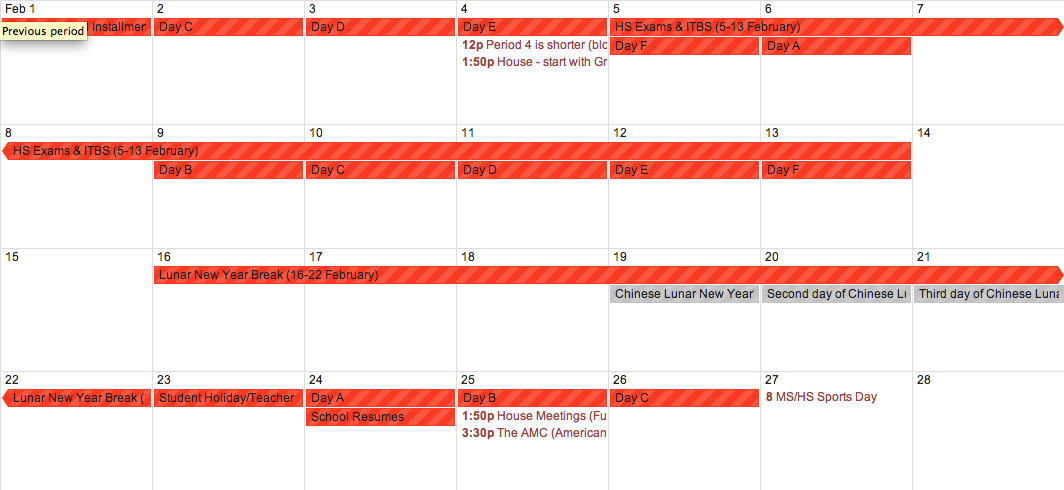 Feb 1 2 3 4 5 6 7
Previous period Installmer Day C Day D Day E HS Exams & ITBS (5-13 February)
12p Period 4 is shorter (blo Day F Day A
1:50p House - start with Gr
8 9 10 11 12 13 14
HS Exams & ITBS (5-13 February)
Day B Day C Day D Day E Day F
15 16 17 18 19 20 21
Lunar New Year Break (16-22 February)
Chinese Lunar New Year' Second day of Chinese Lu Third day of Chinese Luna
22 23 24 25 26 27 28
Lunar New Year Break ( Student Holiday/Teacher Day A Day B Day C 8 MS/HS Sports Day
School Resumes 1:50p House Meetings (Fu
3:30p The AMC (American